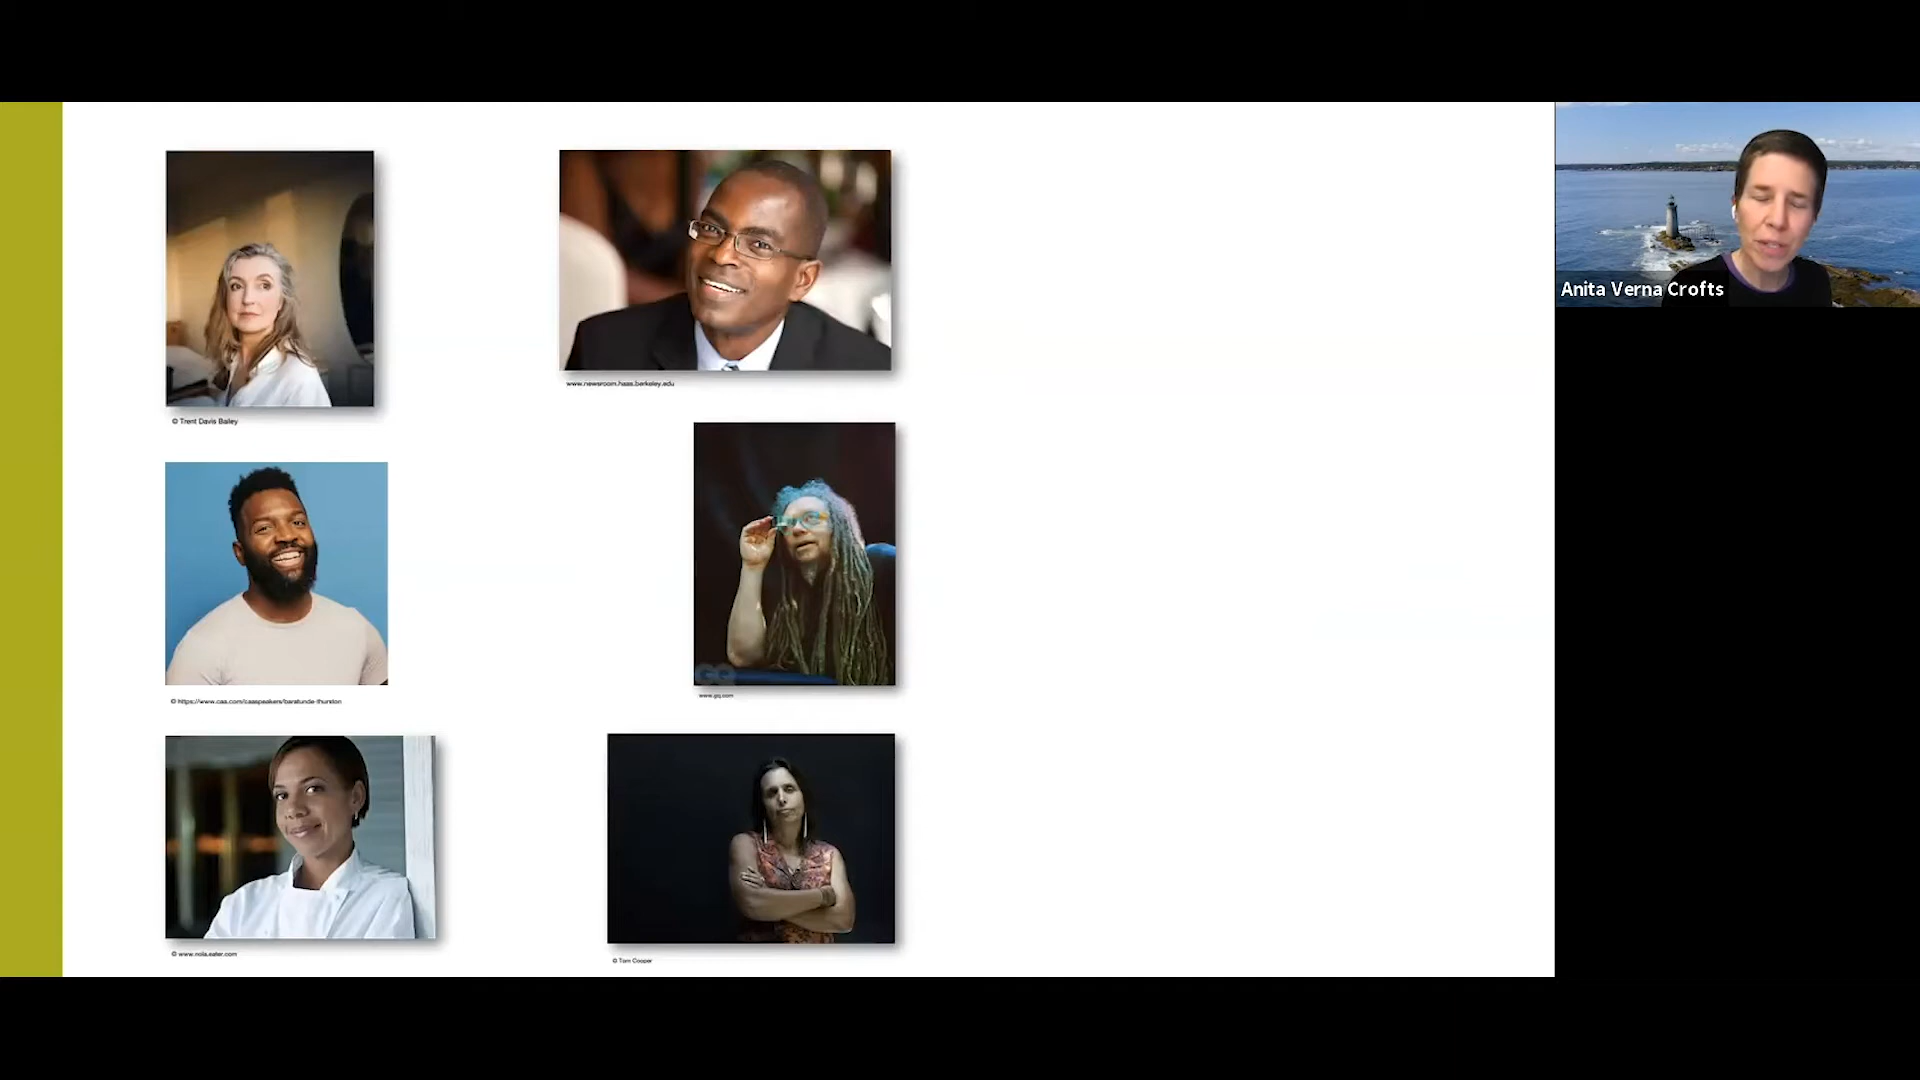 Anita Verna Crofts
www.newsroom.haas.berkeley.edu
© Trent Davis Bailey
GQ
www.gq.com
© https://www.caa.com/caaspeakers/baratunde-thurston
© www.nola.eater.com
© Tom Cooper